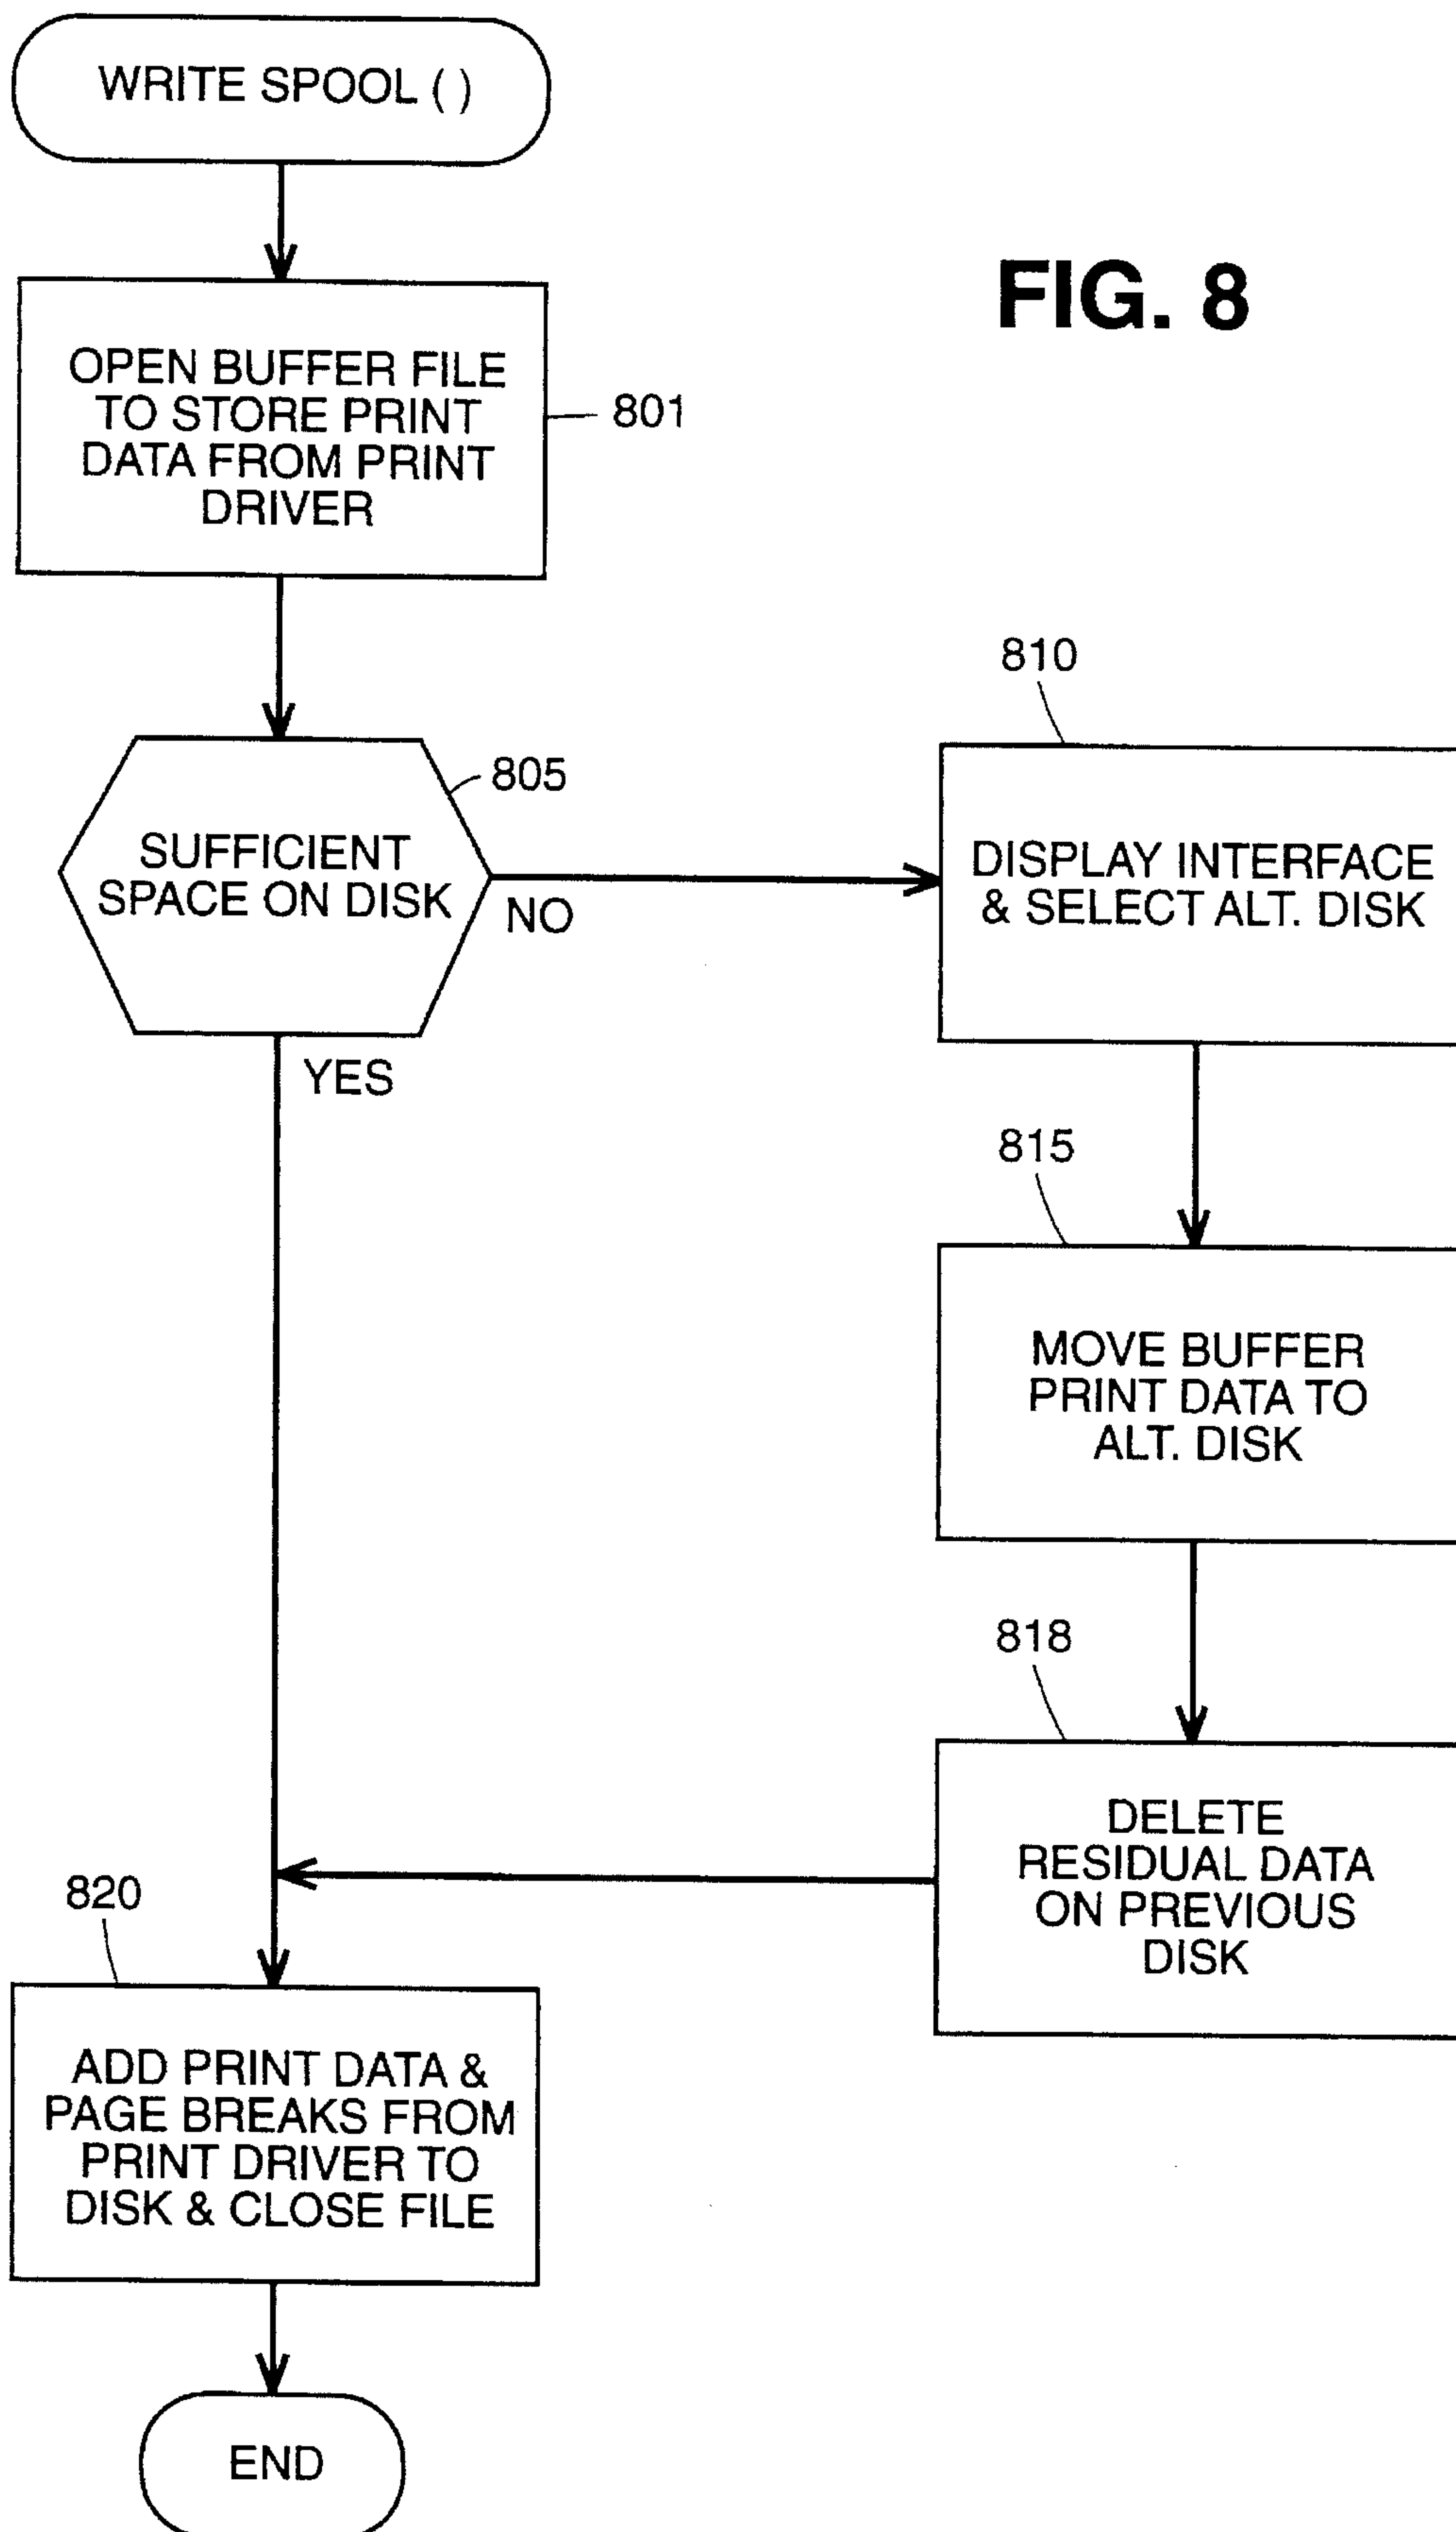 WRITE SPOOL ( )
FIG. 8
OPEN BUFFER FILE
TO STORE PRINT
DATA FROM PRINT
DRIVER
801
810
805
SUFFICIENT
SPACE ON DISK
NO
DISPLAY INTERFACE
& SELECT ALT. DISK
YES
815
MOVE BUFFER
PRINT DATA TO
ALT. DISK
818
DELETE
RESIDUAL DATA
ON PREVIOUS
DISK
820
ADD PRINT DATA &
PAGE BREAKS FROM
PRINT DRIVER TO
DISK & CLOSE FILE
END